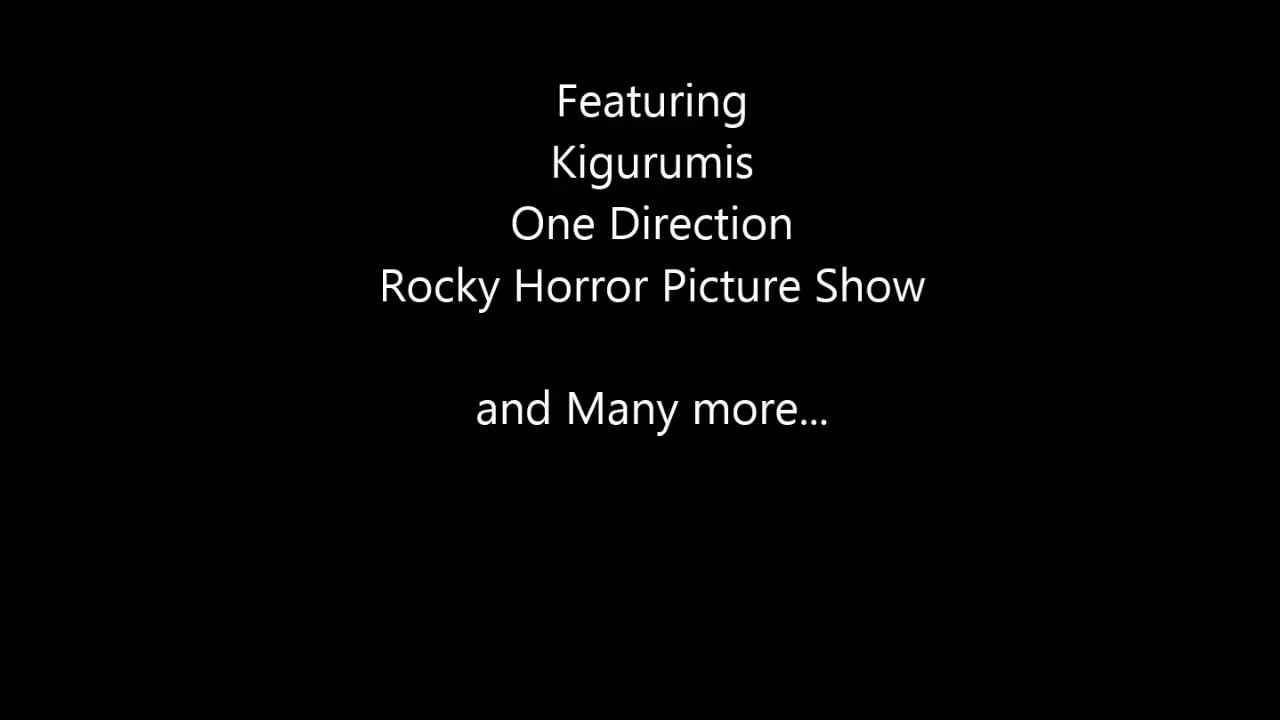 Featuring
Kigurumis
One Direction
Rocky Horror Picture Show
and Many more...